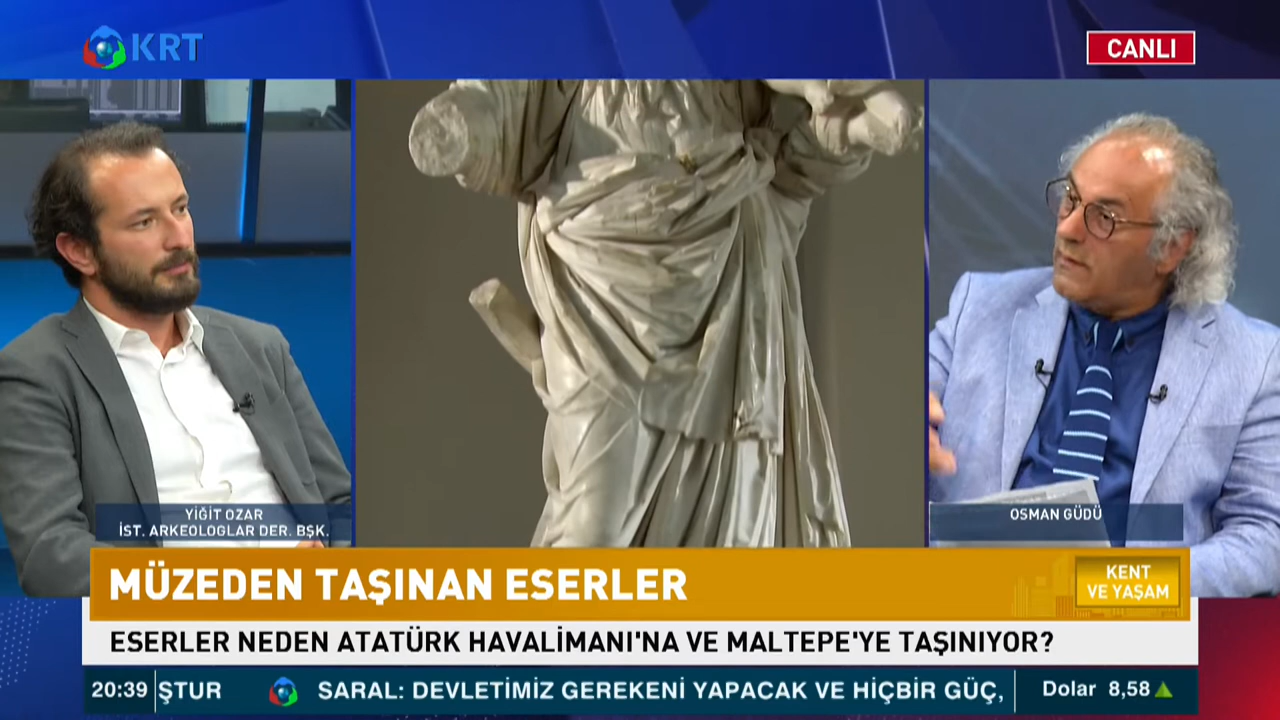 KRT
CANLI
YİĞİT OZAR
İST. ARKEOLOGLAR DER. BŞK.
OSMAN GÜDÜ
MÜZEDEN TAŞINAN ESERLER
KENT
VE YAŞAM
ESERLER NEDEN ATATÜRK HAVALİMANI'NA VE MALTEPE'YE TAŞINIYOR?
20:39 ŞTUR SARAL: DEVLETİMİZ GEREKENİ YAPACAK VE HİÇBİR GÜÇ, Dolar 8,58